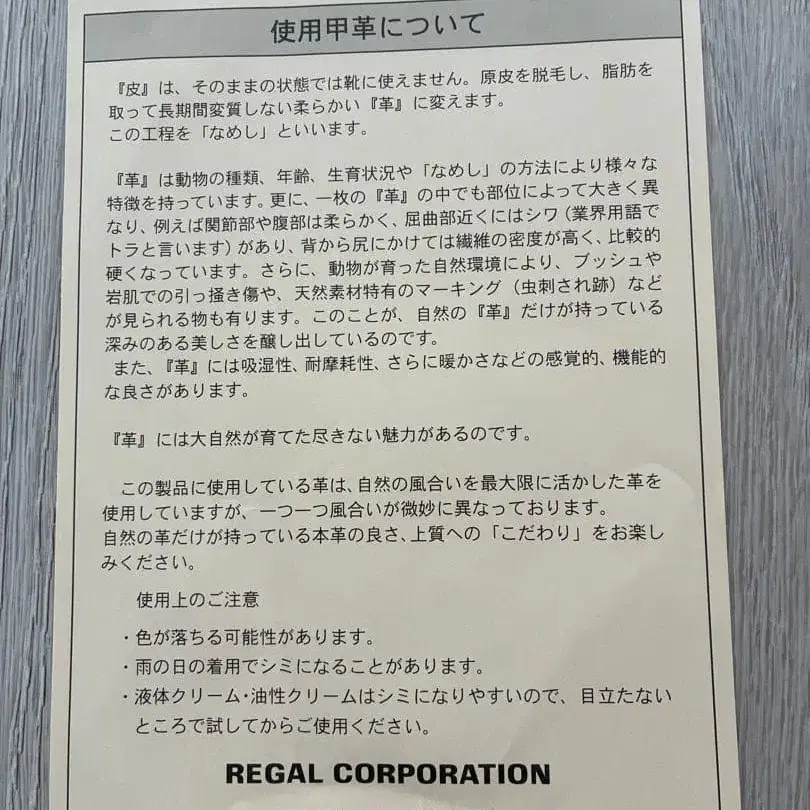 使用甲革について
『皮』は、そのままの状態では靴に使えません。原皮を脱毛し、脂肪を
取って長期間変質しない柔らかい『革』に変えます。
この工程を「なめし」といいます。
『革』は動物の種類、年齢、生育状況や「なめし」の方法により様々な
特徴を持っています。更に、一枚の『革』の中でも部位によって大きく異
なり、例えば関節部や腹部は柔らかく、屈曲部近くにはシワ（業界用語で
トラと言います）があり、背から尻にかけては繊維の密度が高く、比較的
硬くなっています。さらに、動物が育った自然環境により、ブッシュや
岩肌での引っ掻き傷や、天然素材特有のマーキング（虫刺され跡）など
が見られる物も有ります。このことが、自然の『革』だけが持っている
深みのある美しさを醸し出しているのです。
また、『革』には吸湿性、耐摩耗性、さらに暖かさなどの感覚的、機能的
な良さがあります。
『革』には大自然が育てた尽きない魅力があるのです。
この製品に使用している革は、自然の風合いを最大限に活かした革を
使用していますが、一つ一つ風合いが微妙に異なっております。
自然の革だけが持っている本革の良さ、上質への「こだわり」をお楽し
みください。
使用上のご注意
・色が落ちる可能性があります。
・雨の日の着用でシミになることがあります。
・液体クリーム・油性クリームはシミになりやすいので、目立たない
ところで試してからご使用ください。
REGAL CORPORATION